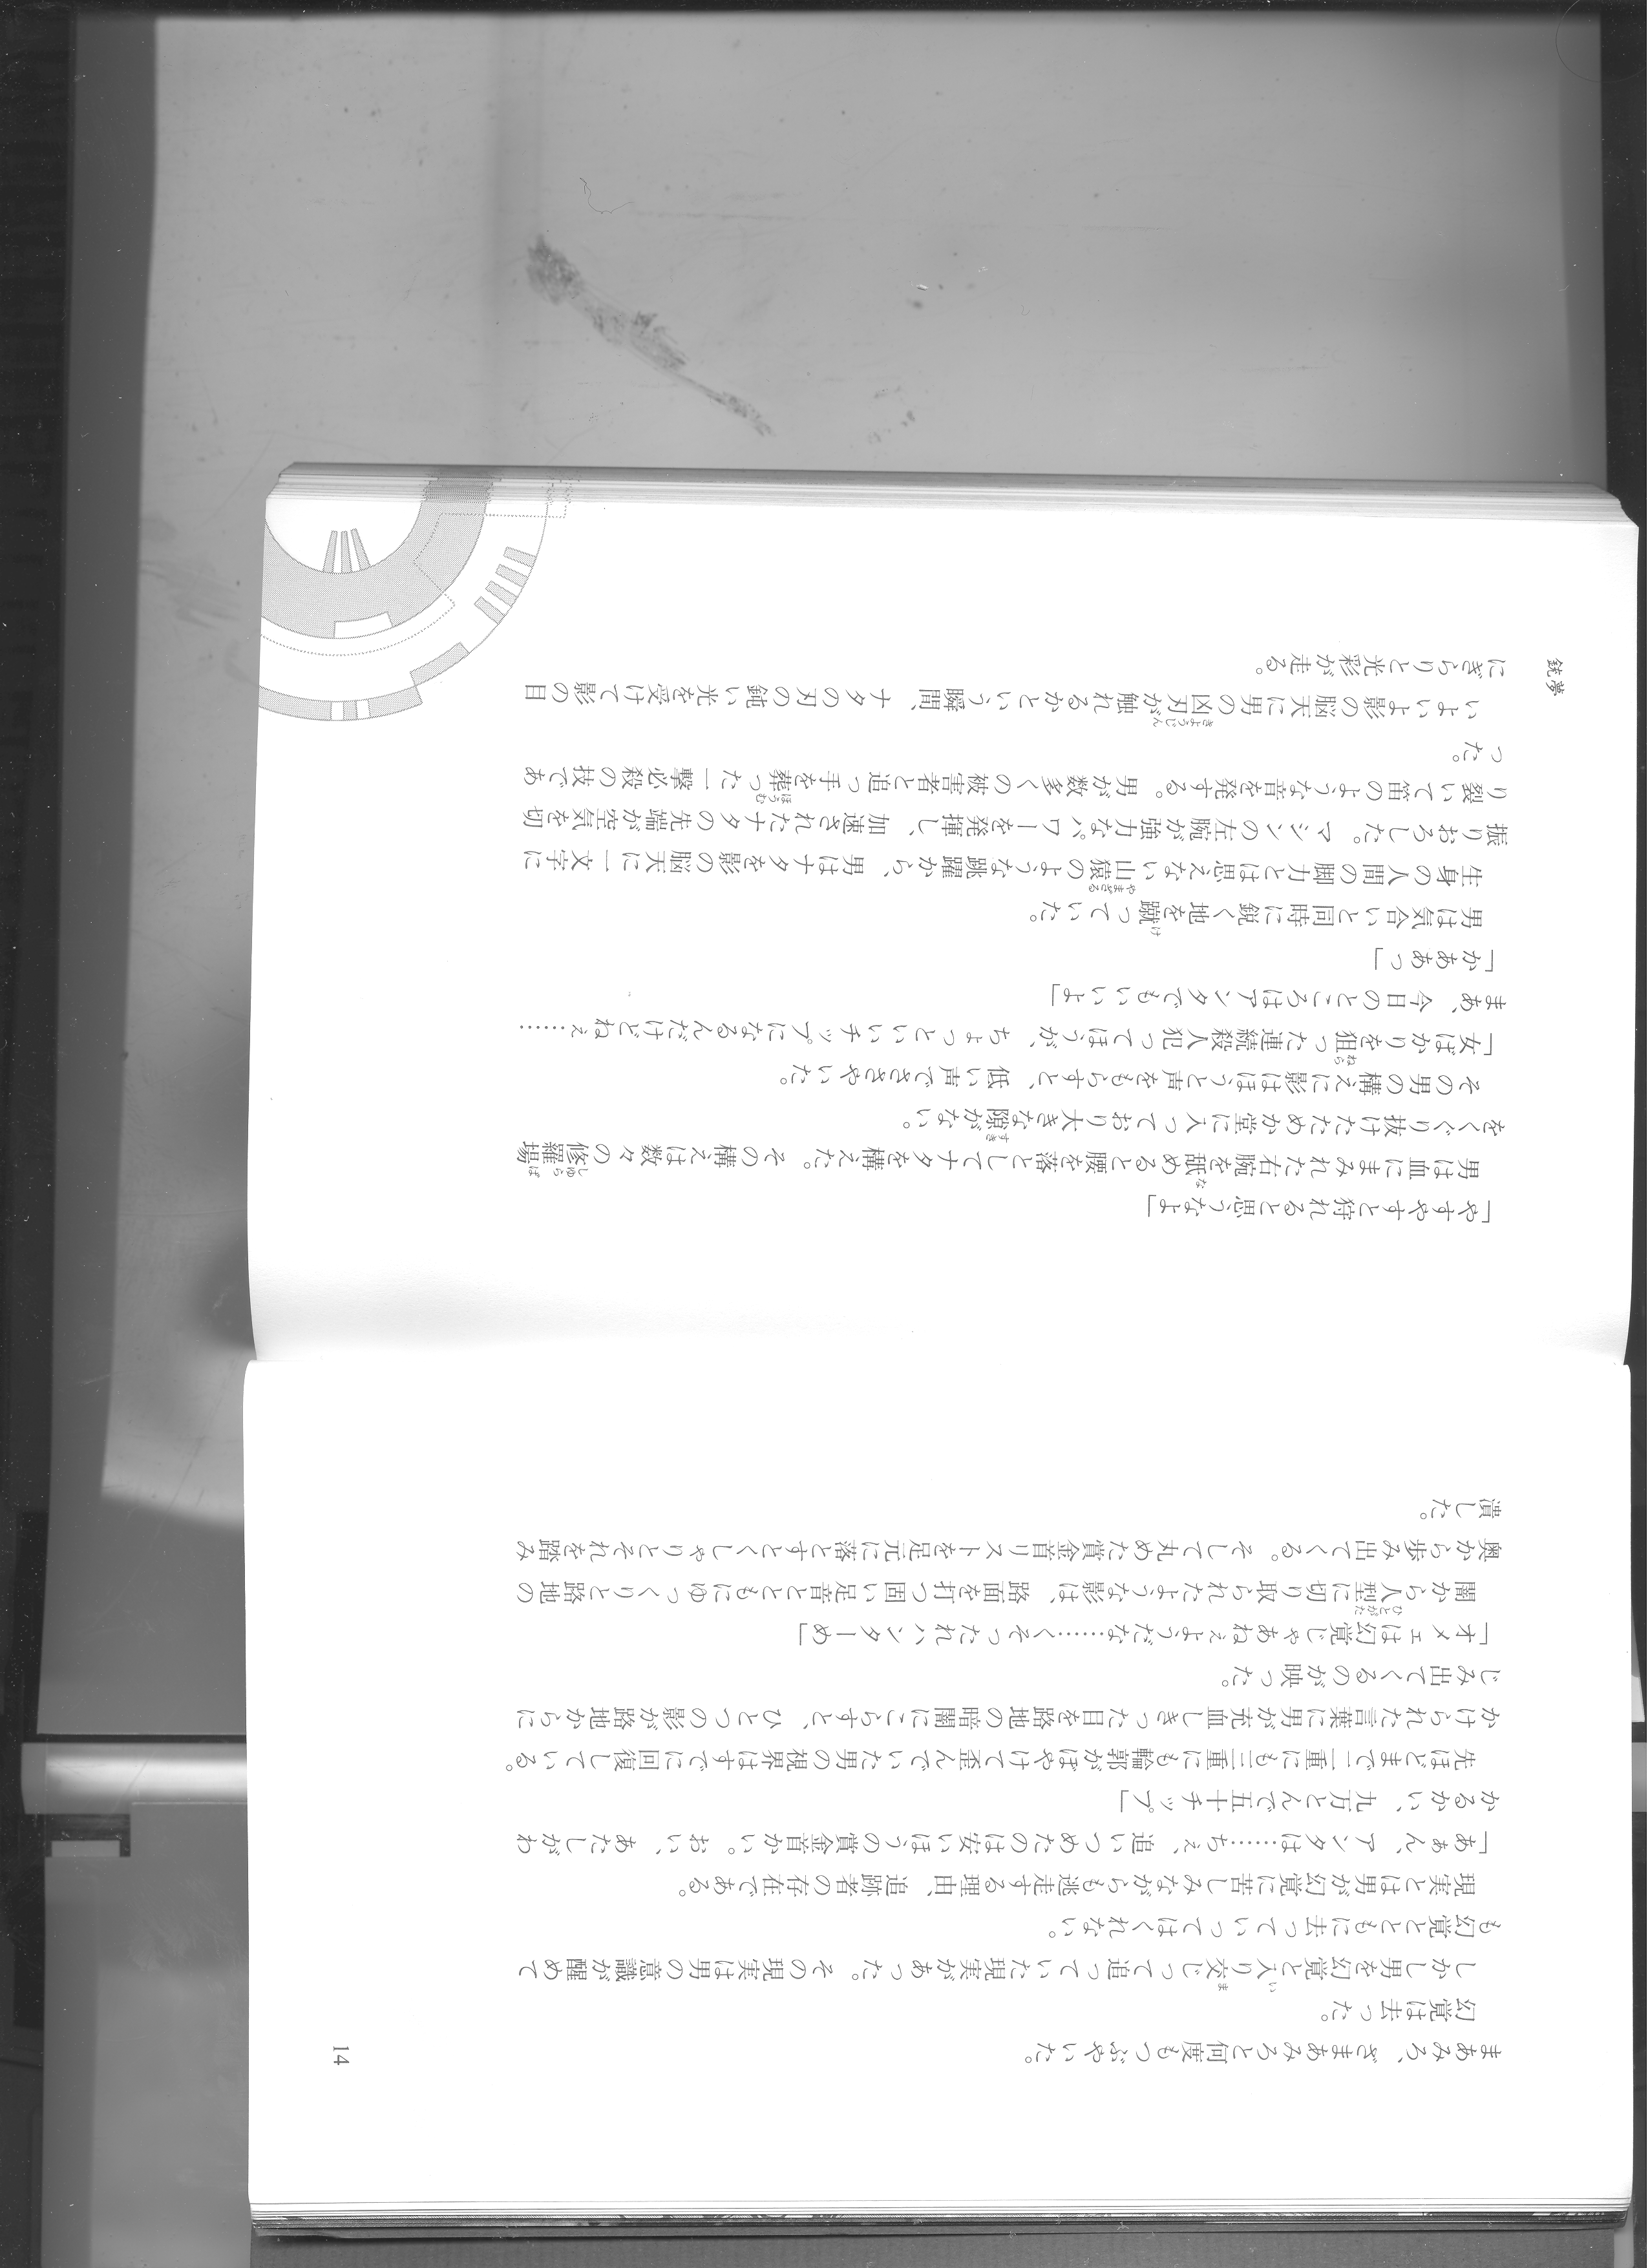 まあみろ、ざまあみろと何度もつぶやいた。
幻覚は去った。
しかし男を幻覚と入り交じって追っていた現実があった。その現実は男の意識が醒めて
も幻覚とともに去っていってはくれない。
現実とは男が幻覚に苦しみながらも逃走する理由、追跡者の存在である。
「あぁん、アンタは……ちぇ、追いつめたのは安いほうの賞金首かい。おい、あたしがわ
かるかい、九万とんで五十チップ」
先ほどまで二重にも三重にも輪郭がぼやけて歪んでいた男の視界はすでに回復している。
かけられた言葉に男が充血しきった目を路地の暗闇にこらすと、ひとつの影が路地からに
じみ出てくるのが映った。
「オメェは幻覚じゃあねぇようだな……くそったれハンターめ」
闇から人型に切り取られたような影は、路面を打つ固い足音とともにゆっくりと路地の
奥から歩み出てくる。そして丸めた賞金首リストを足元に落とすとくしゃりとそれを踏み
潰した。
14
「やすやすと狩れると思うなよ」
男は血にまみれた右腕を舐めると腰を落としてナタを構えた。その構えは数々の修羅場
をくぐり抜けたためか堂に入っており大きな隙がない。
その男の構えに影はほうと声をもらすと、低い声でささやいた。
「女ばかりを狙った連続殺人犯ってほうが、ちょっといいチップになるんだけどねぇ……
まあ、今日のところはアンタでもいいよ」
「かああっ」
男は気合いと同時に鋭く地を蹴っていた。
生身の人間の脚力とは思えない山猿のような跳躍から、男はナタを影の脳天に一文字に
振りおろした。マシンの左腕が強力なパワーを発揮し、加速されたナタの先端が空気を切
り裂いて笛のような音を発する。男が数多くの被害者と追っ手を葬った一撃必殺の技であ
った。
いよいよ影の脳天に男の凶刃が触れるかという瞬間、ナタの刃の鈍い光を受けて影の目
にぎらりと光彩が走る。
銃夢